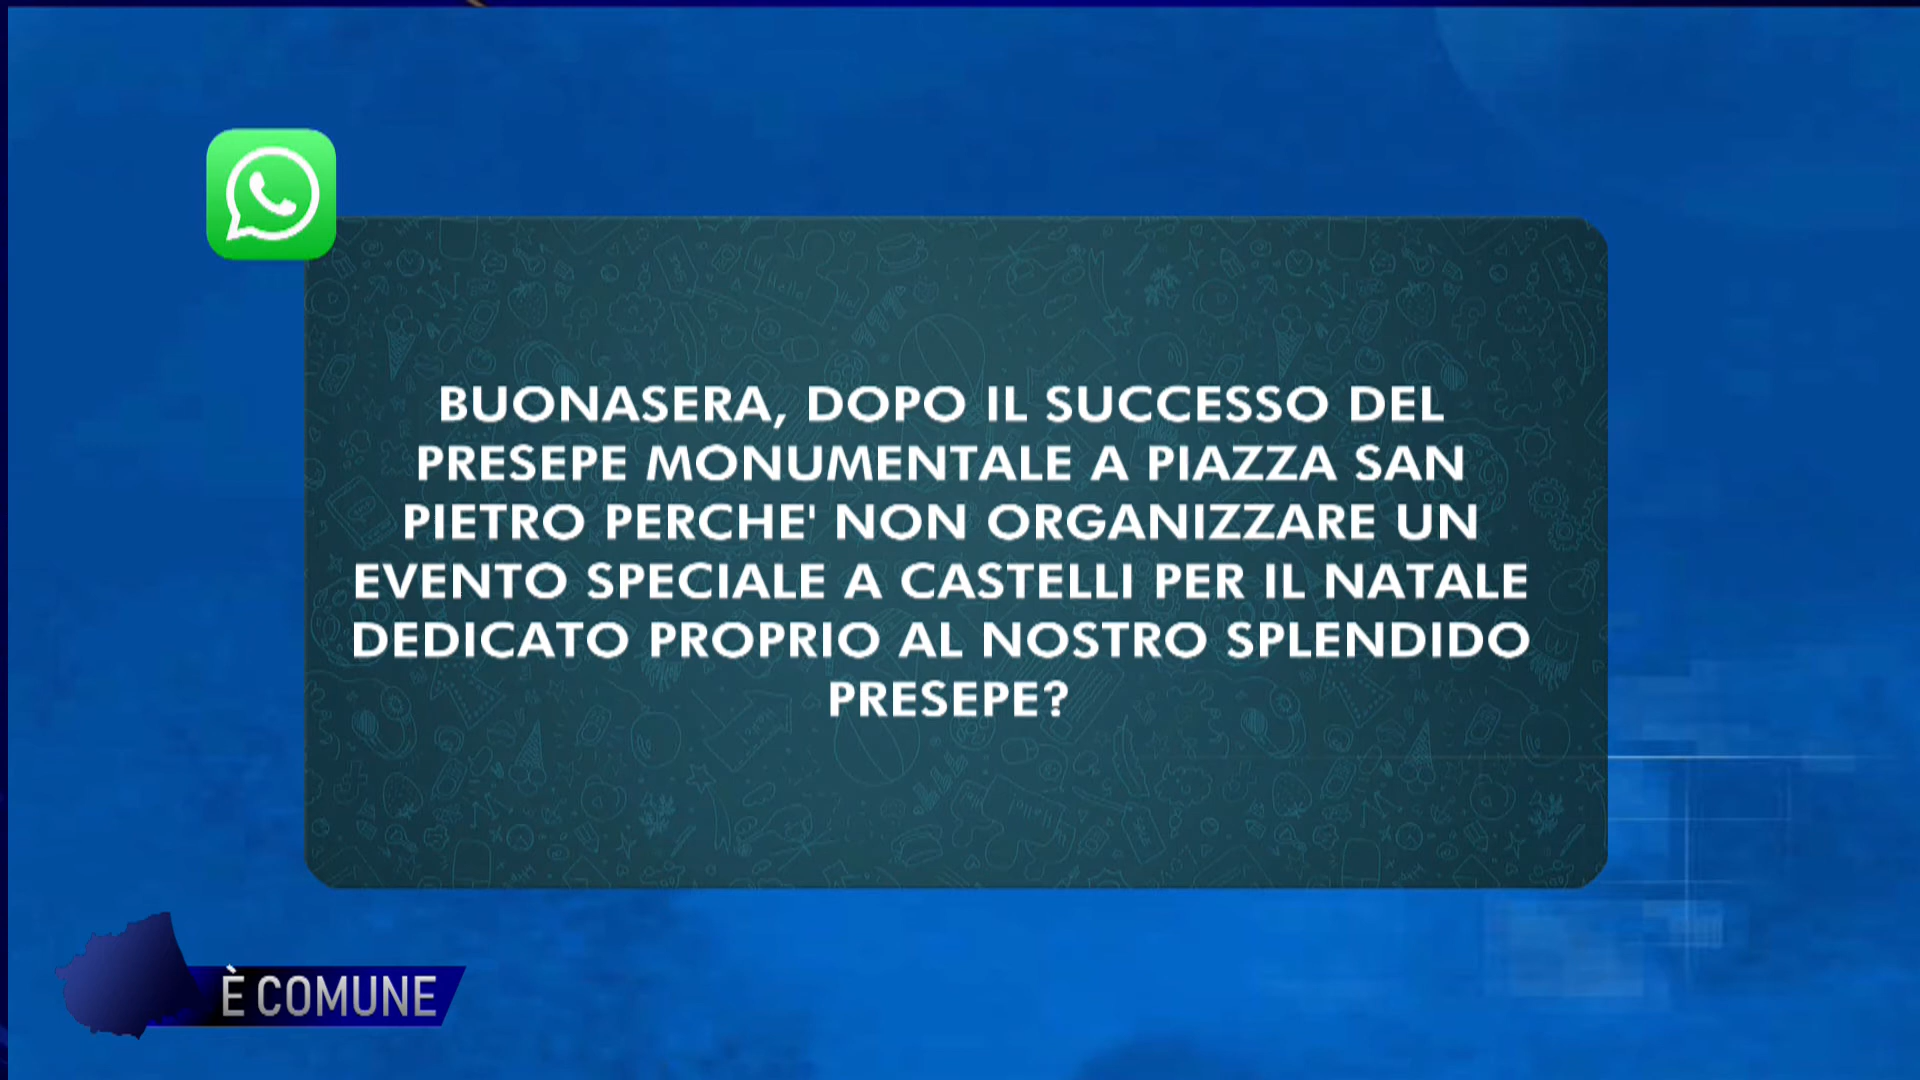 BUONASERA, DOPO IL SUCCESSO DEL
PRESEPE MONUMENTALE A PIAZZA SAN
PIETRO PERCHE' NON ORGANIZZARE UN
EVENTO SPECIALE A CASTELLI PER IL NATALE
DEDICATO PROPRIO AL NOSTRO SPLENDIDO
PRESEPE?
È COMUNE